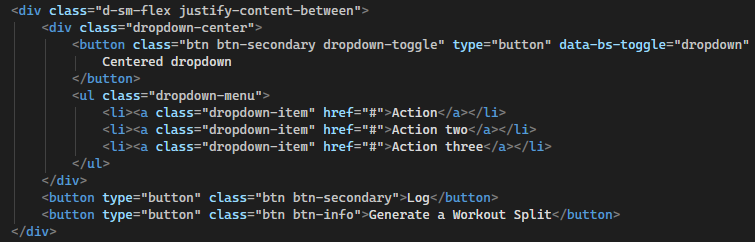 <div class="d-sm-flex justify-content-between">
<div class="dropdown-center">
<button class="btn btn-secondary dropdown-toggle" type="button" data-bs-toggle="dropdown"
Centered dropdown
</button>
<ul class="dropdown-menu">
<li><a class="dropdown-item" href="#">Action</a></li>
<li><a class="dropdown-item" href="#">Action two</a></li>
<li><a class="dropdown-item" href="#">Action three</a></li>
</ul>
</div>
<button type="button" class="btn btn-secondary">Log</button>
<button type="button" class="btn btn-info">Generate a Workout Split</button>
</div>